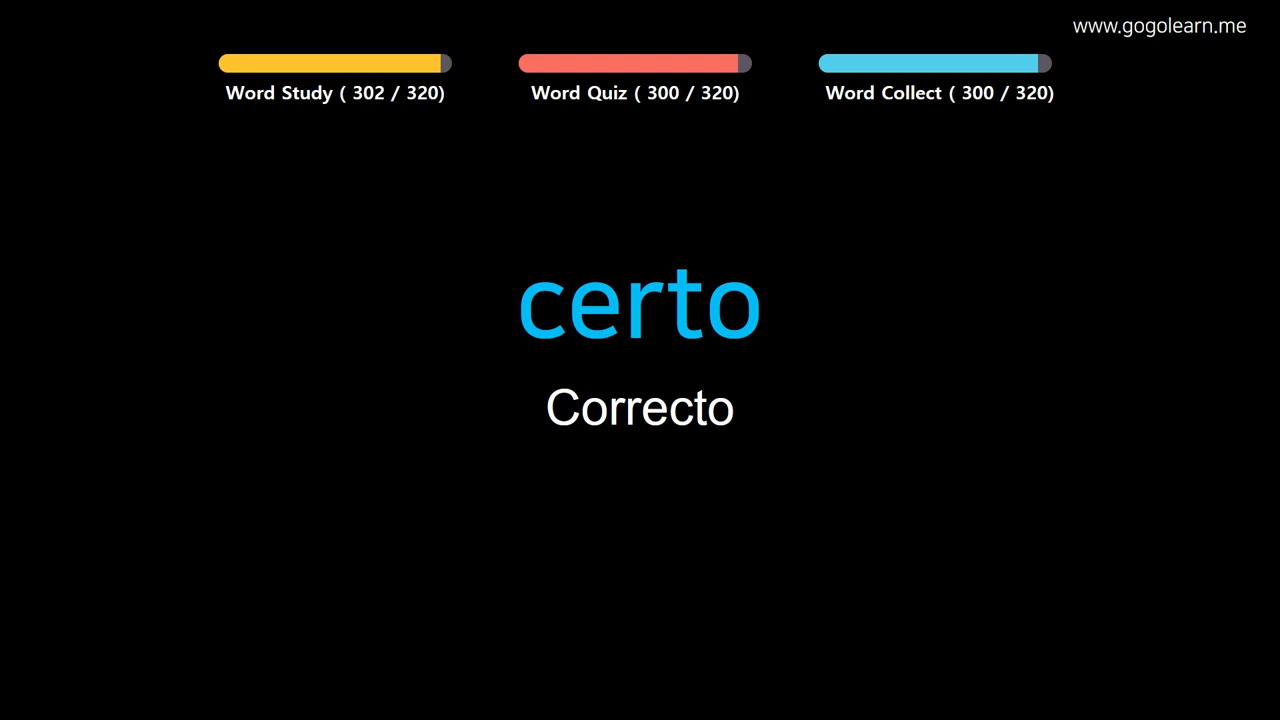 www.gogolearn.me
Word Study ( 302 / 320)
Word Quiz ( 300 / 320)
Word Collect ( 300 / 320)
certo
Correcto